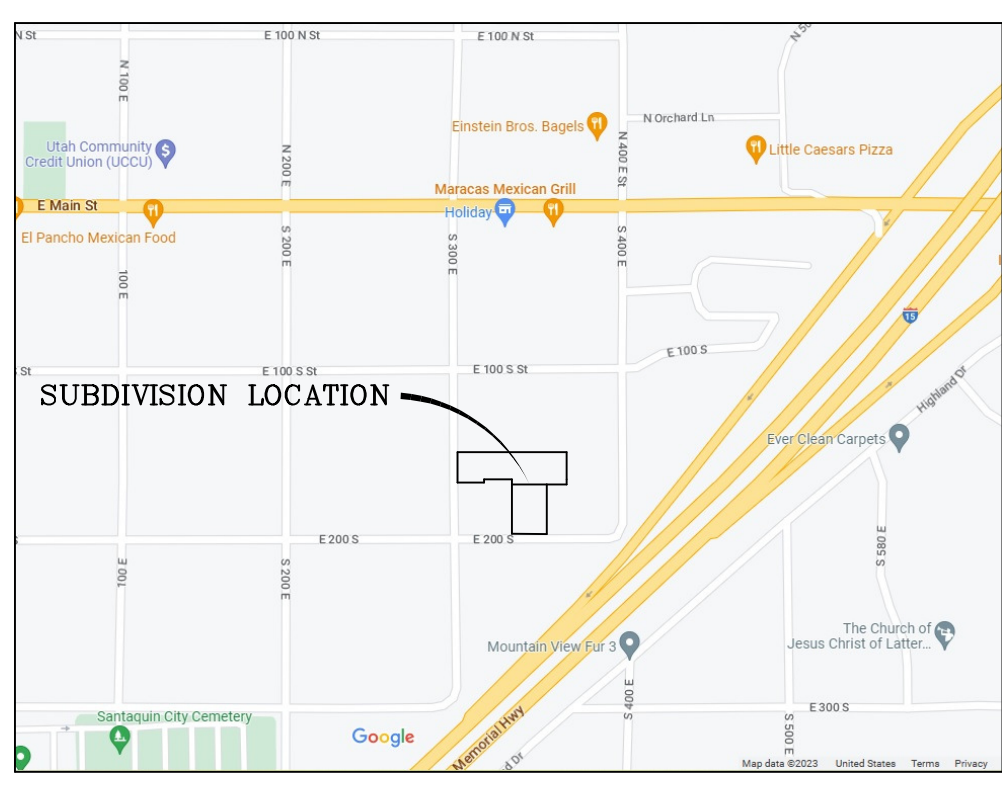 N St
E 100 N St
E 100 N St
N 50
N 100 E
N Orchard Ln
Einstein Bros. Bagels
Utah Community
Credit Union (UCCU)
N 200 E
N 400 E St
Little Caesars Pizza
Maracas Mexican Grill
E Main St
Holiday
El Pancho Mexican Food
S 200 E
S 300 E
S 400 E
100 E
15
E 100 S
St
E 100 S St
E 100 S St
SUBDIVISION LOCATION
Highland Dr
Ever Clean Carpets
E 200 S
E 200 S
S 580 E
100 E
S 200 E
The Church of
Jesus Christ of Latter...
Mountain View Fur 3
S 400 E
E 300 S
Santaquin City Cemetery
S 500 E
Google
Memorial Hwy
d Dr
Map data ©2023 United States Terms Privacy